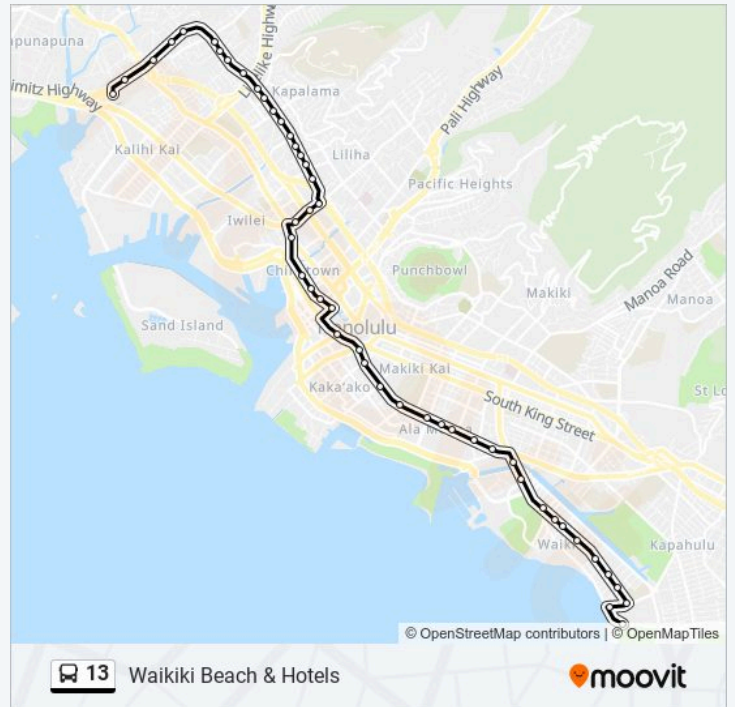 apunapuna
imitz Highway
Likelike Highw
Kapalama
Pali Highway
Kalihi Kai
Liliha
Pacific Heights
Iwilei
Chinatown
Punchbowl
Manoa Road
Makiki
Manoa
Sand Island
Honolulu
Makiki Kai
Kaka'ako
South King Street
St Lo
Ala M
Waiki
Kapahulu
© OpenStreetMap contributors | © OpenMapTiles
13 Waikiki Beach & Hotels
moovit